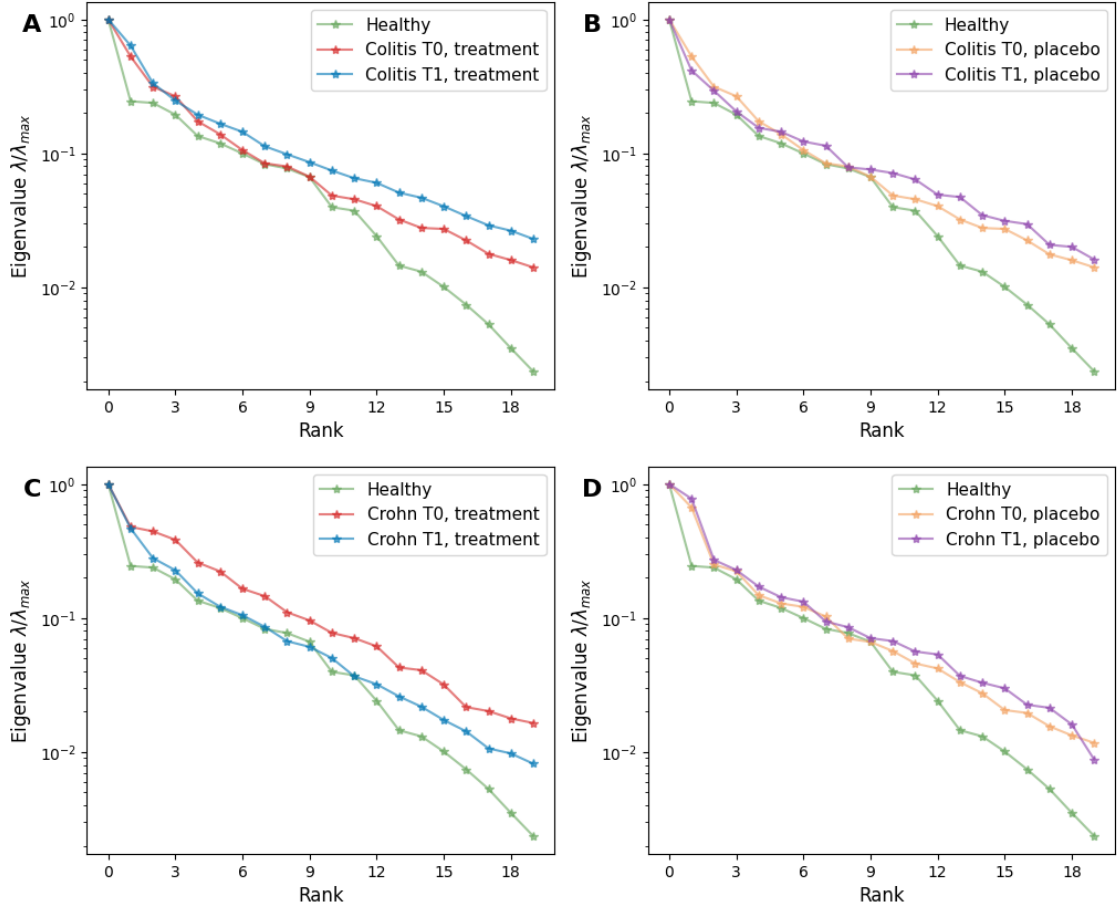 A
Healthy
Colitis T0, treatment
Colitis T1, treatment
10⁰
10⁻¹
10⁻²
Eigenvalue λ/λmax
0 3 6 9 12 15 18
Rank
B
Healthy
Colitis T0, placebo
Colitis T1, placebo
10⁰
10⁻¹
10⁻²
Eigenvalue λ/λmax
0 3 6 9 12 15 18
Rank
C
Healthy
Crohn T0, treatment
Crohn T1, treatment
10⁰
10⁻¹
10⁻²
Eigenvalue λ/λmax
0 3 6 9 12 15 18
Rank
D
Healthy
Crohn T0, placebo
Crohn T1, placebo
10⁰
10⁻¹
10⁻²
Eigenvalue λ/λmax
0 3 6 9 12 15 18
Rank